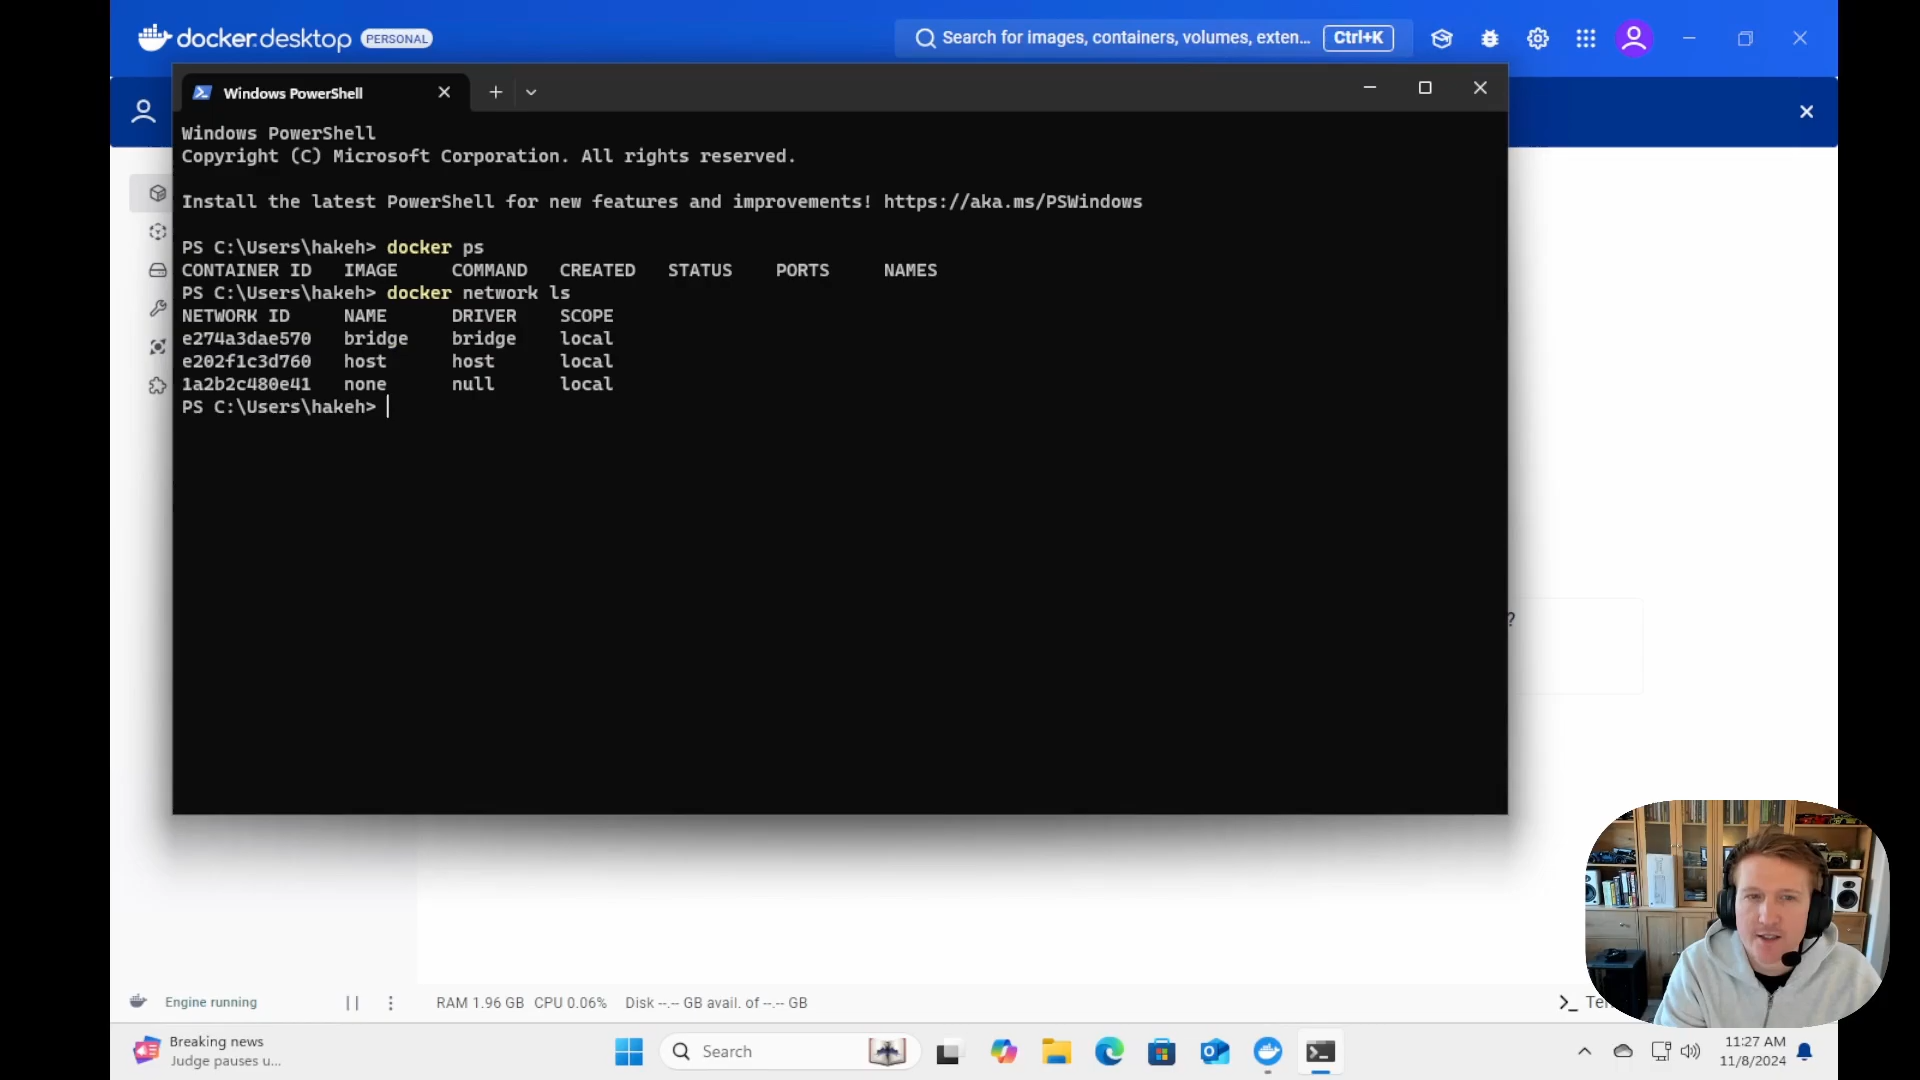 docker.desktop PERSONAL
Search for images, containers, volumes, exten... Ctrl+K
Windows PowerShell
Windows PowerShell
Copyright (C) Microsoft Corporation. All rights reserved.
Install the latest PowerShell for new features and improvements! https://aka.ms/PSWindows
PS C:\Users\hakeh> docker ps
CONTAINER ID IMAGE COMMAND CREATED STATUS PORTS NAMES
PS C:\Users\hakeh> docker network ls
NETWORK ID NAME DRIVER SCOPE
e274a3dae570 bridge bridge local
e202f1c3d760 host host local
1a2b2c480e41 none null local
PS C:\Users\hakeh>
?
Engine running
RAM 1.96 GB CPU 0.06% Disk --.-- GB avail. of --.-- GB
>_ Te
Breaking news
Judge pauses u...
Search
11:27 AM
11/8/2024